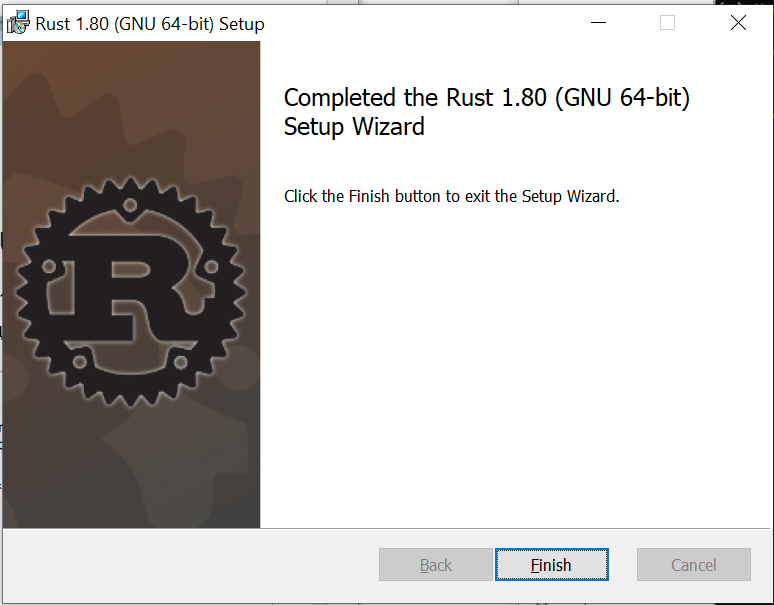 Rust 1.80 (GNU 64-bit) Setup
Completed the Rust 1.80 (GNU 64-bit)
Setup Wizard
Click the Finish button to exit the Setup Wizard.
R
Back
Finish
Cancel